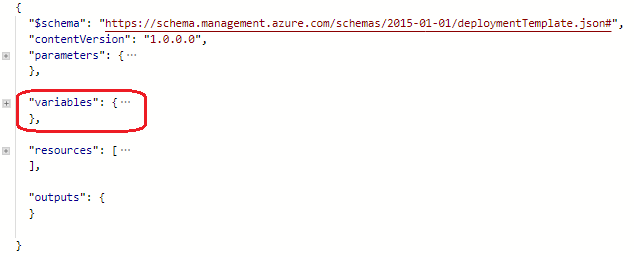 {
"$schema": "https://schema.management.azure.com/schemas/2015-01-01/deploymentTemplate.json#",
"contentVersion": "1.0.0.0",
"parameters": {...
},
"variables": {...
},
"resources": [...
],
"outputs": {
}
}